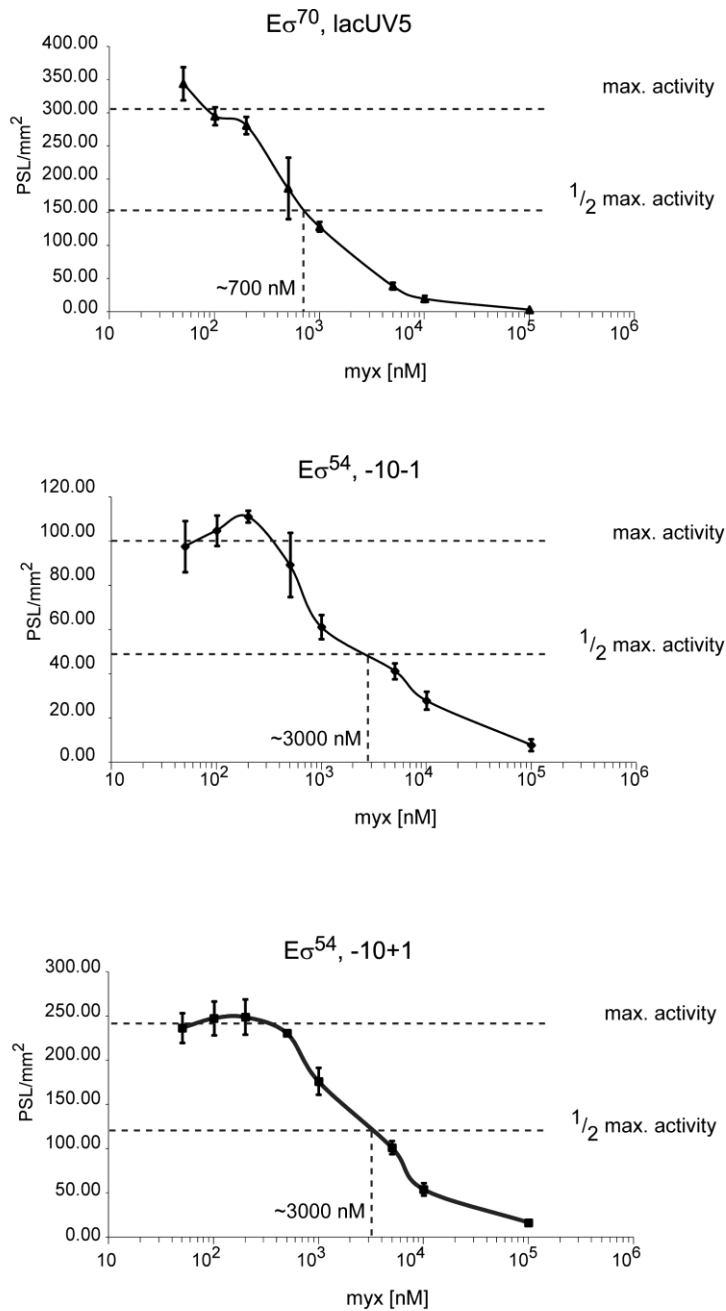 Eσ⁷⁰, lacUV5
400.00
350.00
300.00
250.00
200.00
150.00
100.00
50.00
0.00
PSL/mm²
max. activity
1/2 max. activity
~700 nM
10 10² 10³ 10⁴ 10⁵ 10⁶
myx [nM]
Eσ⁵⁴, -10-1
120.00
100.00
80.00
60.00
40.00
20.00
0.00
PSL/mm²
max. activity
1/2 max. activity
~3000 nM
10 10² 10³ 10⁴ 10⁵ 10⁶
myx [nM]
Eσ⁵⁴, -10+1
300.00
250.00
200.00
150.00
100.00
50.00
0.00
PSL/mm²
max. activity
1/2 max. activity
~3000 nM
10 10² 10³ 10⁴ 10⁵ 10⁶
myx [nM]